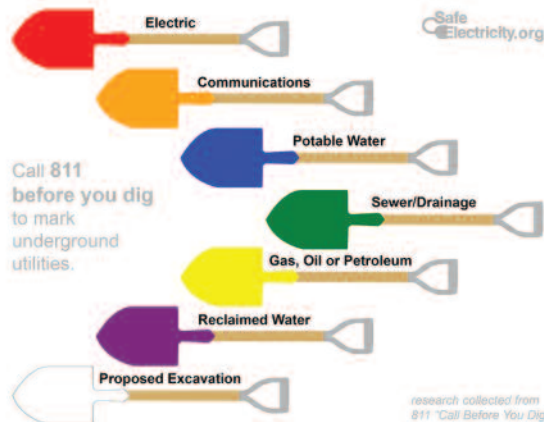 Electric
Safe
Electricity.org
Communications
Potable Water
Call 811
before you dig
to mark
underground
utilities.
Sewer/Drainage
Gas, Oil or Petroleum
Reclaimed Water
Proposed Excavation
research collected from
811 "Call Before You Dig